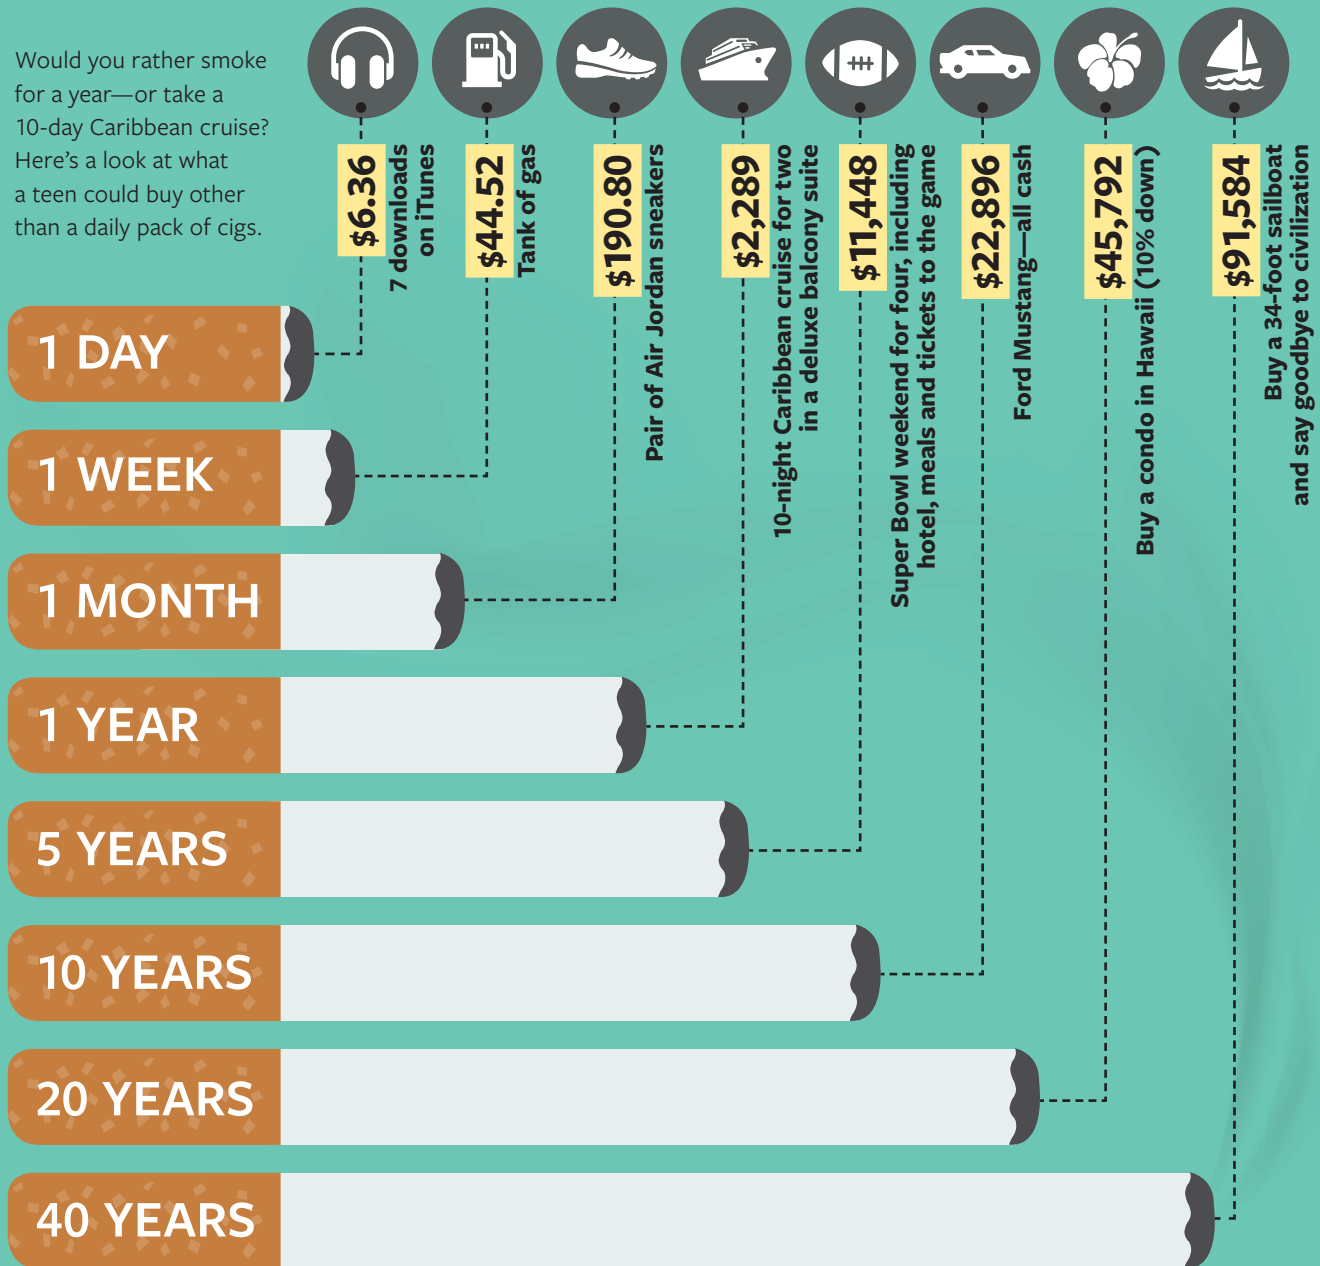 Would you rather smoke
for a year—or take a
10-day Caribbean cruise?
Here's a look at what
a teen could buy other
than a daily pack of cigs.
$6.36
7 downloads
on iTunes
$44.52
Tank of gas
$190.80
Pair of Air Jordan sneakers
$2,289
10-night Caribbean cruise for two
in a deluxe balcony suite
$11,448
Super Bowl weekend for four, including
hotel, meals and tickets to the game
$22,896
Ford Mustang—all cash
$45,792
Buy a condo in Hawaii (10% down)
$91,584
Buy a 34-foot sailboat
and say goodbye to civilization
1 DAY
1 WEEK
1 MONTH
1 YEAR
5 YEARS
10 YEARS
20 YEARS
40 YEARS